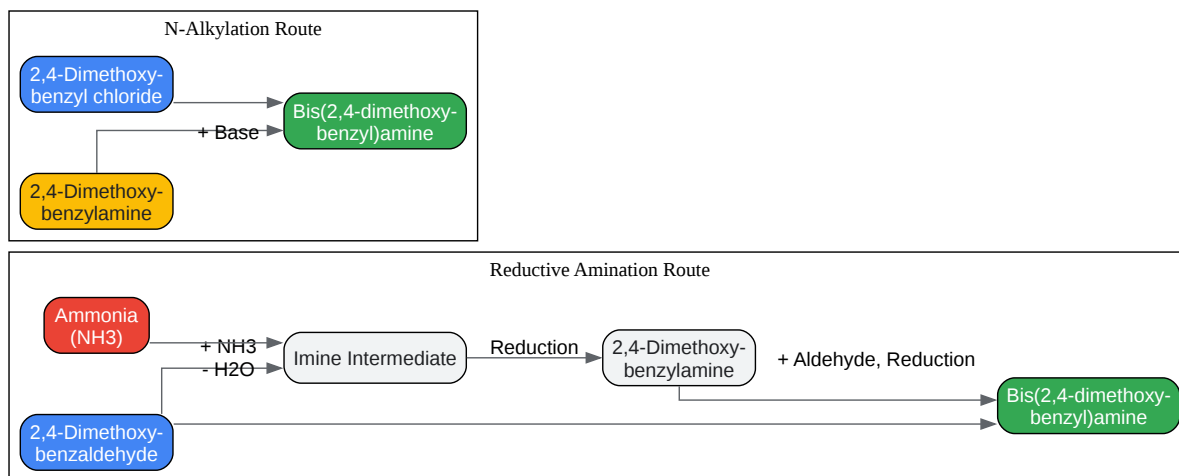 N-Alkylation Route
2,4-Dimethoxy-
benzyl chloride
Bis(2,4-dimethoxy-
benzyl)amine
+ Base
2,4-Dimethoxy-
benzylamine
Reductive Amination Route
Ammonia
(NH3)
+ NH3
- H2O
Imine Intermediate
Reduction
2,4-Dimethoxy-
benzylamine
+ Aldehyde, Reduction
Bis(2,4-dimethoxy-
benzyl)amine
2,4-Dimethoxy-
benzaldehyde